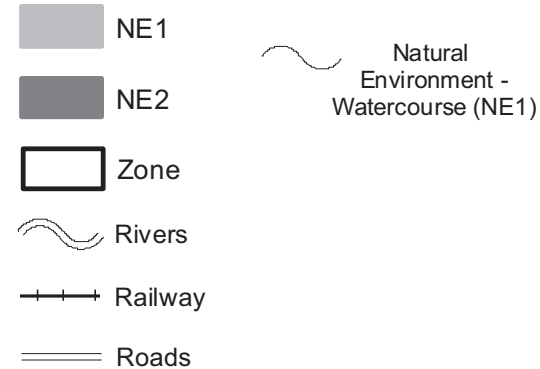 NE1
NE2
Zone
Rivers
Railway
Roads
Natural
Environment -
Watercourse (NE1)